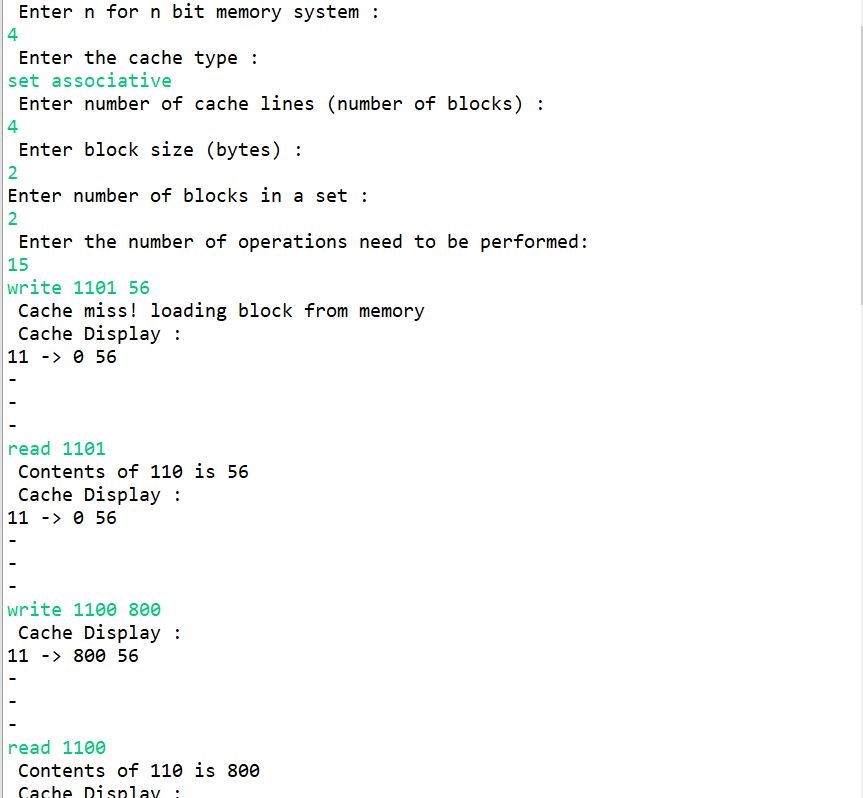 Enter n for n bit memory system :
4
Enter the cache type :
set associative
Enter number of cache lines (number of blocks) :
4
Enter block size (bytes) :
2
Enter number of blocks in a set :
2
Enter the number of operations need to be performed:
15
write 1101 56
Cache miss! loading block from memory
Cache Display :
11 -> 0 56
-
-
-
read 1101
Contents of 110 is 56
Cache Display :
11 -> 0 56
-
-
-
write 1100 800
Cache Display :
11 -> 800 56
-
-
-
read 1100
Contents of 110 is 800
Cache Display :